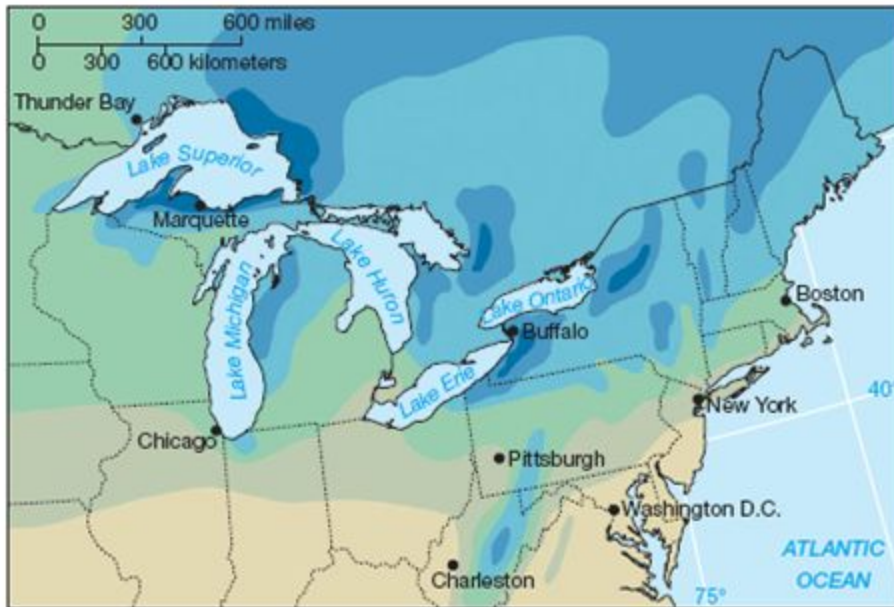 0 300 600 miles
0 300 600 kilometers
Thunder Bay
Lake Superior
Marquette
Lake Michigan
Lake Huron
Lake Ontario
Boston
Buffalo
Lake Erie
40°
New York
Chicago
Pittsburgh
Washington D.C.
ATLANTIC
OCEAN
Charleston
75°